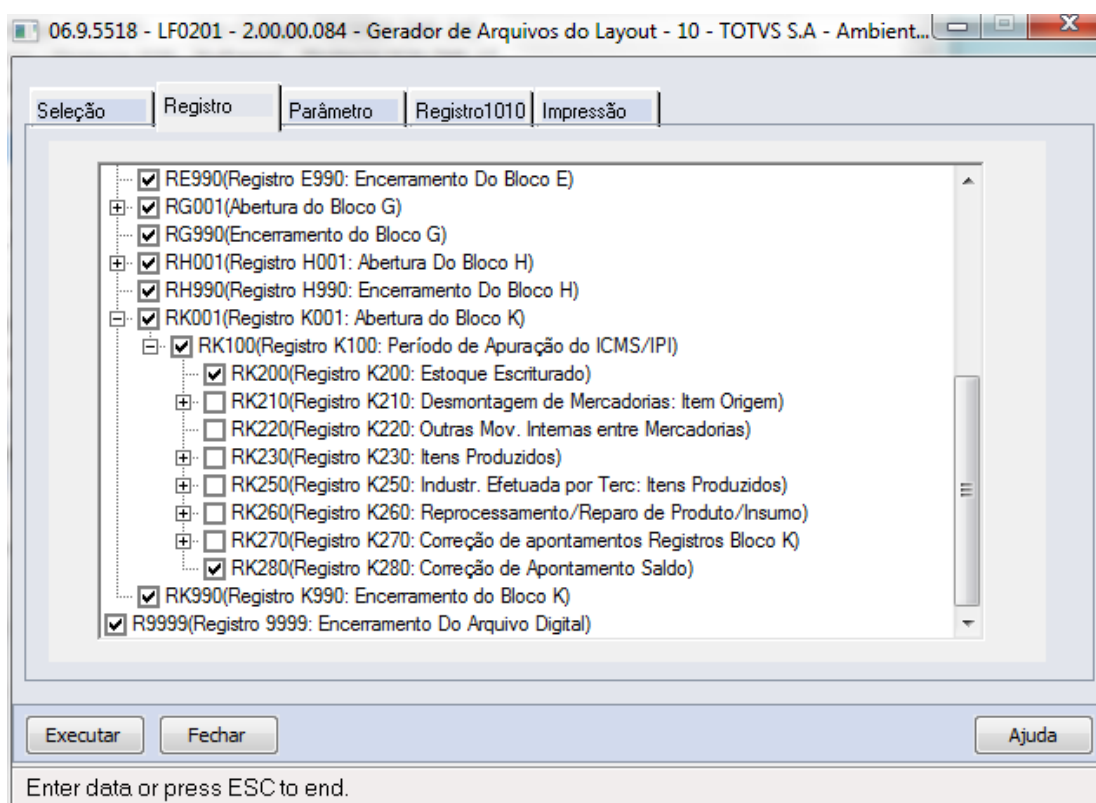 06.9.5518 - LF0201 - 2.00.00.084 - Gerador de Arquivos do Layout - 10 - TOTVS S.A - Ambient...
Seleção Registro Parâmetro Registro1010 Impressão
RE990(Registro E990: Encerramento Do Bloco E)
RG001(Abertura do Bloco G)
RG990(Encerramento do Bloco G)
RH001(Registro H001: Abertura Do Bloco H)
RH990(Registro H990: Encerramento Do Bloco H)
RK001(Registro K001: Abertura do Bloco K)
RK100(Registro K100: Período de Apuração do ICMS/IPI)
RK200(Registro K200: Estoque Escriturado)
RK210(Registro K210: Desmontagem de Mercadorias: Item Origem)
RK220(Registro K220: Outras Mov. Internas entre Mercadorias)
RK230(Registro K230: Itens Produzidos)
RK250(Registro K250: Industr. Efetuada por Terc: Itens Produzidos)
RK260(Registro K260: Reprocessamento/Reparo de Produto/Insumo)
RK270(Registro K270: Correção de apontamentos Registros Bloco K)
RK280(Registro K280: Correção de Apontamento Saldo)
RK990(Registro K990: Encerramento do Bloco K)
R9999(Registro 9999: Encerramento Do Arquivo Digital)
Executar Fechar Ajuda
Enter data or press ESC to end.